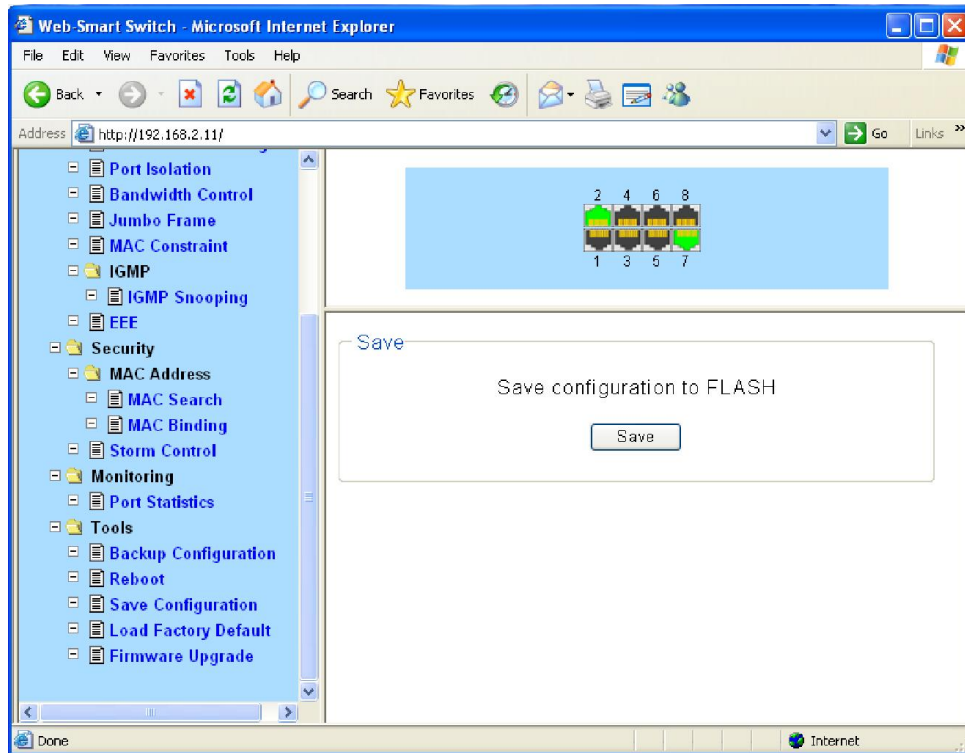 Web-Smart Switch - Microsoft Internet Explorer
File Edit View Favorites Tools Help
Back Search Favorites
Address http://192.168.2.11/ Go Links »
Port Isolation
Bandwidth Control
Jumbo Frame
MAC Constraint
IGMP
IGMP Snooping
EEE
Security
MAC Address
MAC Search
MAC Binding
Storm Control
Monitoring
Port Statistics
Tools
Backup Configuration
Reboot
Save Configuration
Load Factory Default
Firmware Upgrade
2 4 6 8
1 3 5 7
Save
Save configuration to FLASH
Save
Done Internet